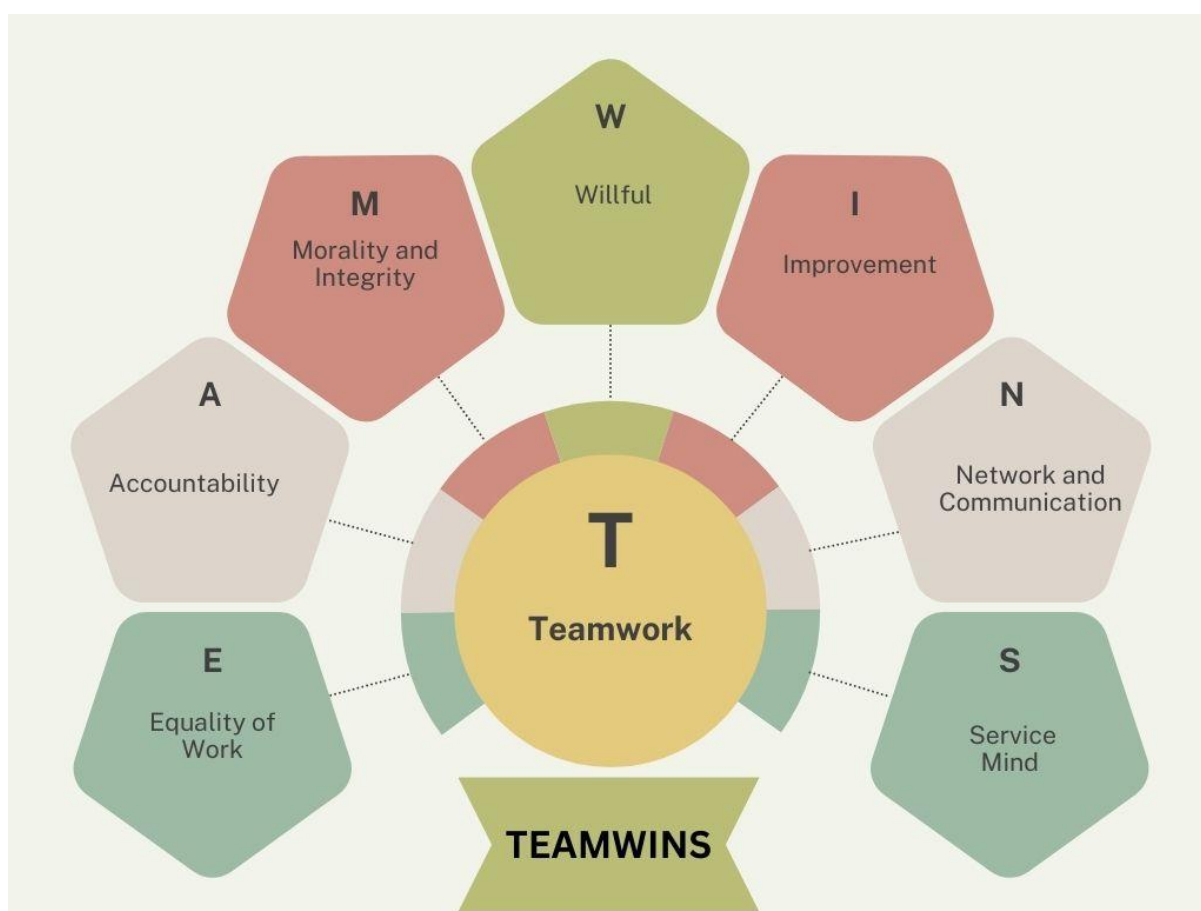 W
Willful
M
Morality and
Integrity
I
Improvement
A
Accountability
N
Network and
Communication
T
Teamwork
E
Equality of
Work
S
Service
Mind
TEAMWINS